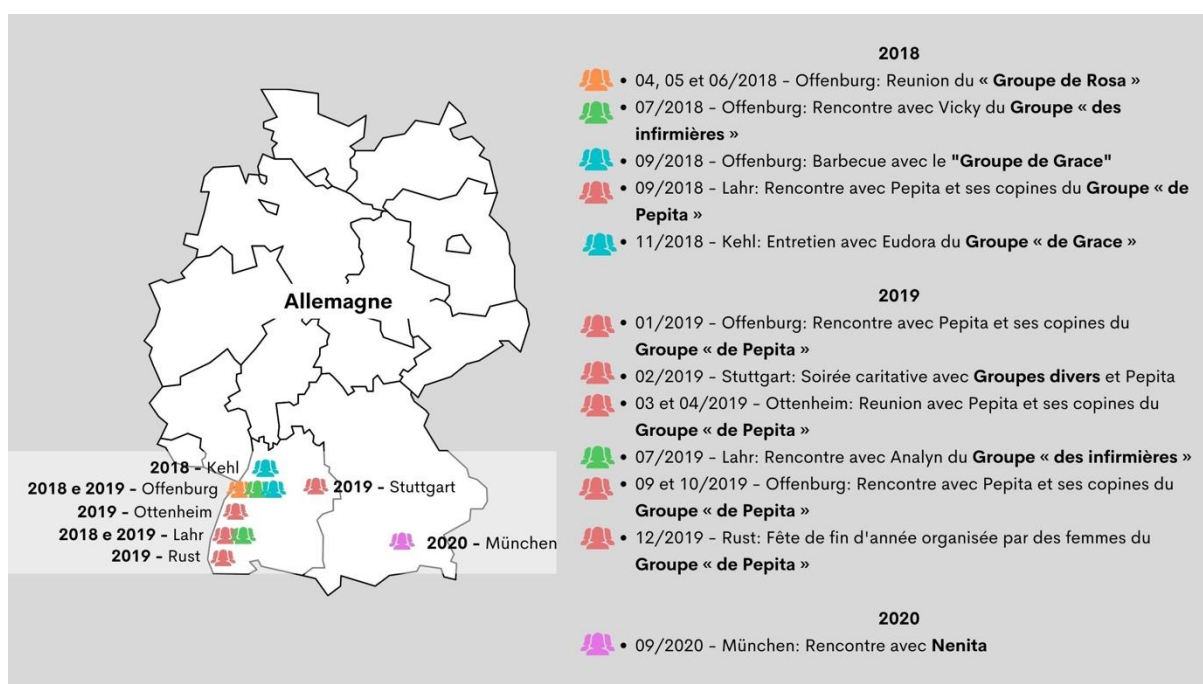 Allemagne
2018 - Kehl
2018 e 2019 - Offenburg
2019 - Stuttgart
2019 - Ottenheim
2018 e 2019 - Lahr
2020 - München
2019 - Rust
2018
• 04, 05 et 06/2018 - Offenburg: Reunion du « Groupe de Rosa »
• 07/2018 - Offenburg: Rencontre avec Vicky du Groupe « des
infirmières »
• 09/2018 - Offenburg: Barbecue avec le "Groupe de Grace"
• 09/2018 - Lahr: Rencontre avec Pepita et ses copines du Groupe « de
Pepita »
• 11/2018 - Kehl: Entretien avec Eudora du Groupe « de Grace »
2019
• 01/2019 - Offenburg: Rencontre avec Pepita et ses copines du
Groupe « de Pepita »
• 02/2019 - Stuttgart: Soirée caritative avec Groupes divers et Pepita
• 03 et 04/2019 - Ottenheim: Reunion avec Pepita et ses copines du
Groupe « de Pepita »
• 07/2019 - Lahr: Rencontre avec Analyn du Groupe « des infirmières »
• 09 et 10/2019 - Offenburg: Rencontre avec Pepita et ses copines du
Groupe « de Pepita »
• 12/2019 - Rust: Fête de fin d'année organisée par des femmes du
Groupe « de Pepita »
2020
• 09/2020 - München: Rencontre avec Nenita